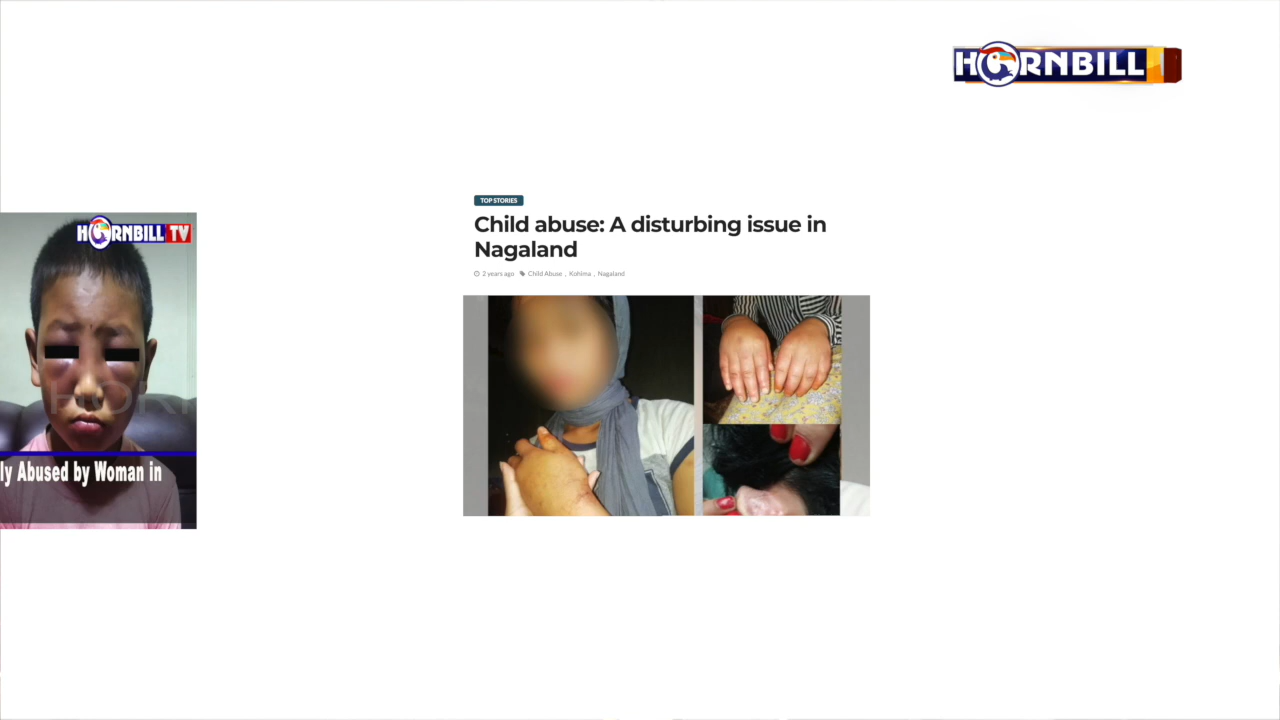 HORNBILL
TOP STORIES
Child abuse: A disturbing issue in
Nagaland
2 years ago Child Abuse , Kohima , Nagaland
HORNBILL TV
ly Abused by Woman in